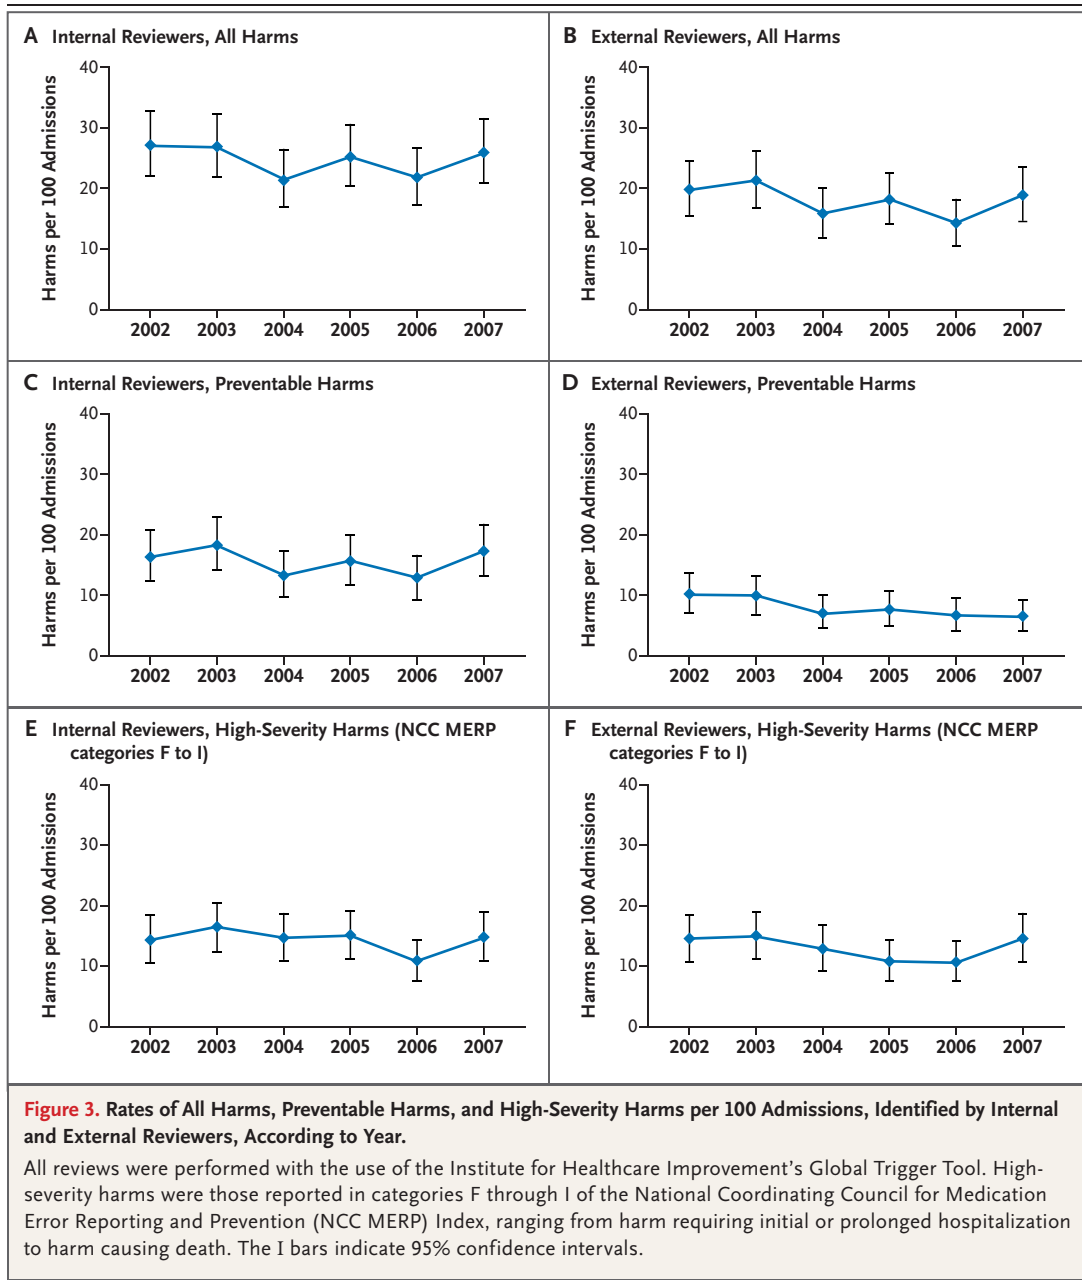 A Internal Reviewers, All Harms
40
30
20
10
0
Harms per 100 Admissions
2002 2003 2004 2005 2006 2007
B External Reviewers, All Harms
40
30
20
10
0
Harms per 100 Admissions
2002 2003 2004 2005 2006 2007
C Internal Reviewers, Preventable Harms
40
30
20
10
0
Harms per 100 Admissions
2002 2003 2004 2005 2006 2007
D External Reviewers, Preventable Harms
40
30
20
10
0
Harms per 100 Admissions
2002 2003 2004 2005 2006 2007
E Internal Reviewers, High-Severity Harms (NCC MERP
categories F to I)
40
30
20
10
0
Harms per 100 Admissions
2002 2003 2004 2005 2006 2007
F External Reviewers, High-Severity Harms (NCC MERP
categories F to I)
40
30
20
10
0
Harms per 100 Admissions
2002 2003 2004 2005 2006 2007
Figure 3. Rates of All Harms, Preventable Harms, and High-Severity Harms per 100 Admissions, Identified by Internal
and External Reviewers, According to Year.
All reviews were performed with the use of the Institute for Healthcare Improvement's Global Trigger Tool. High-
severity harms were those reported in categories F through I of the National Coordinating Council for Medication
Error Reporting and Prevention (NCC MERP) Index, ranging from harm requiring initial or prolonged hospitalization
to harm causing death. The I bars indicate 95% confidence intervals.